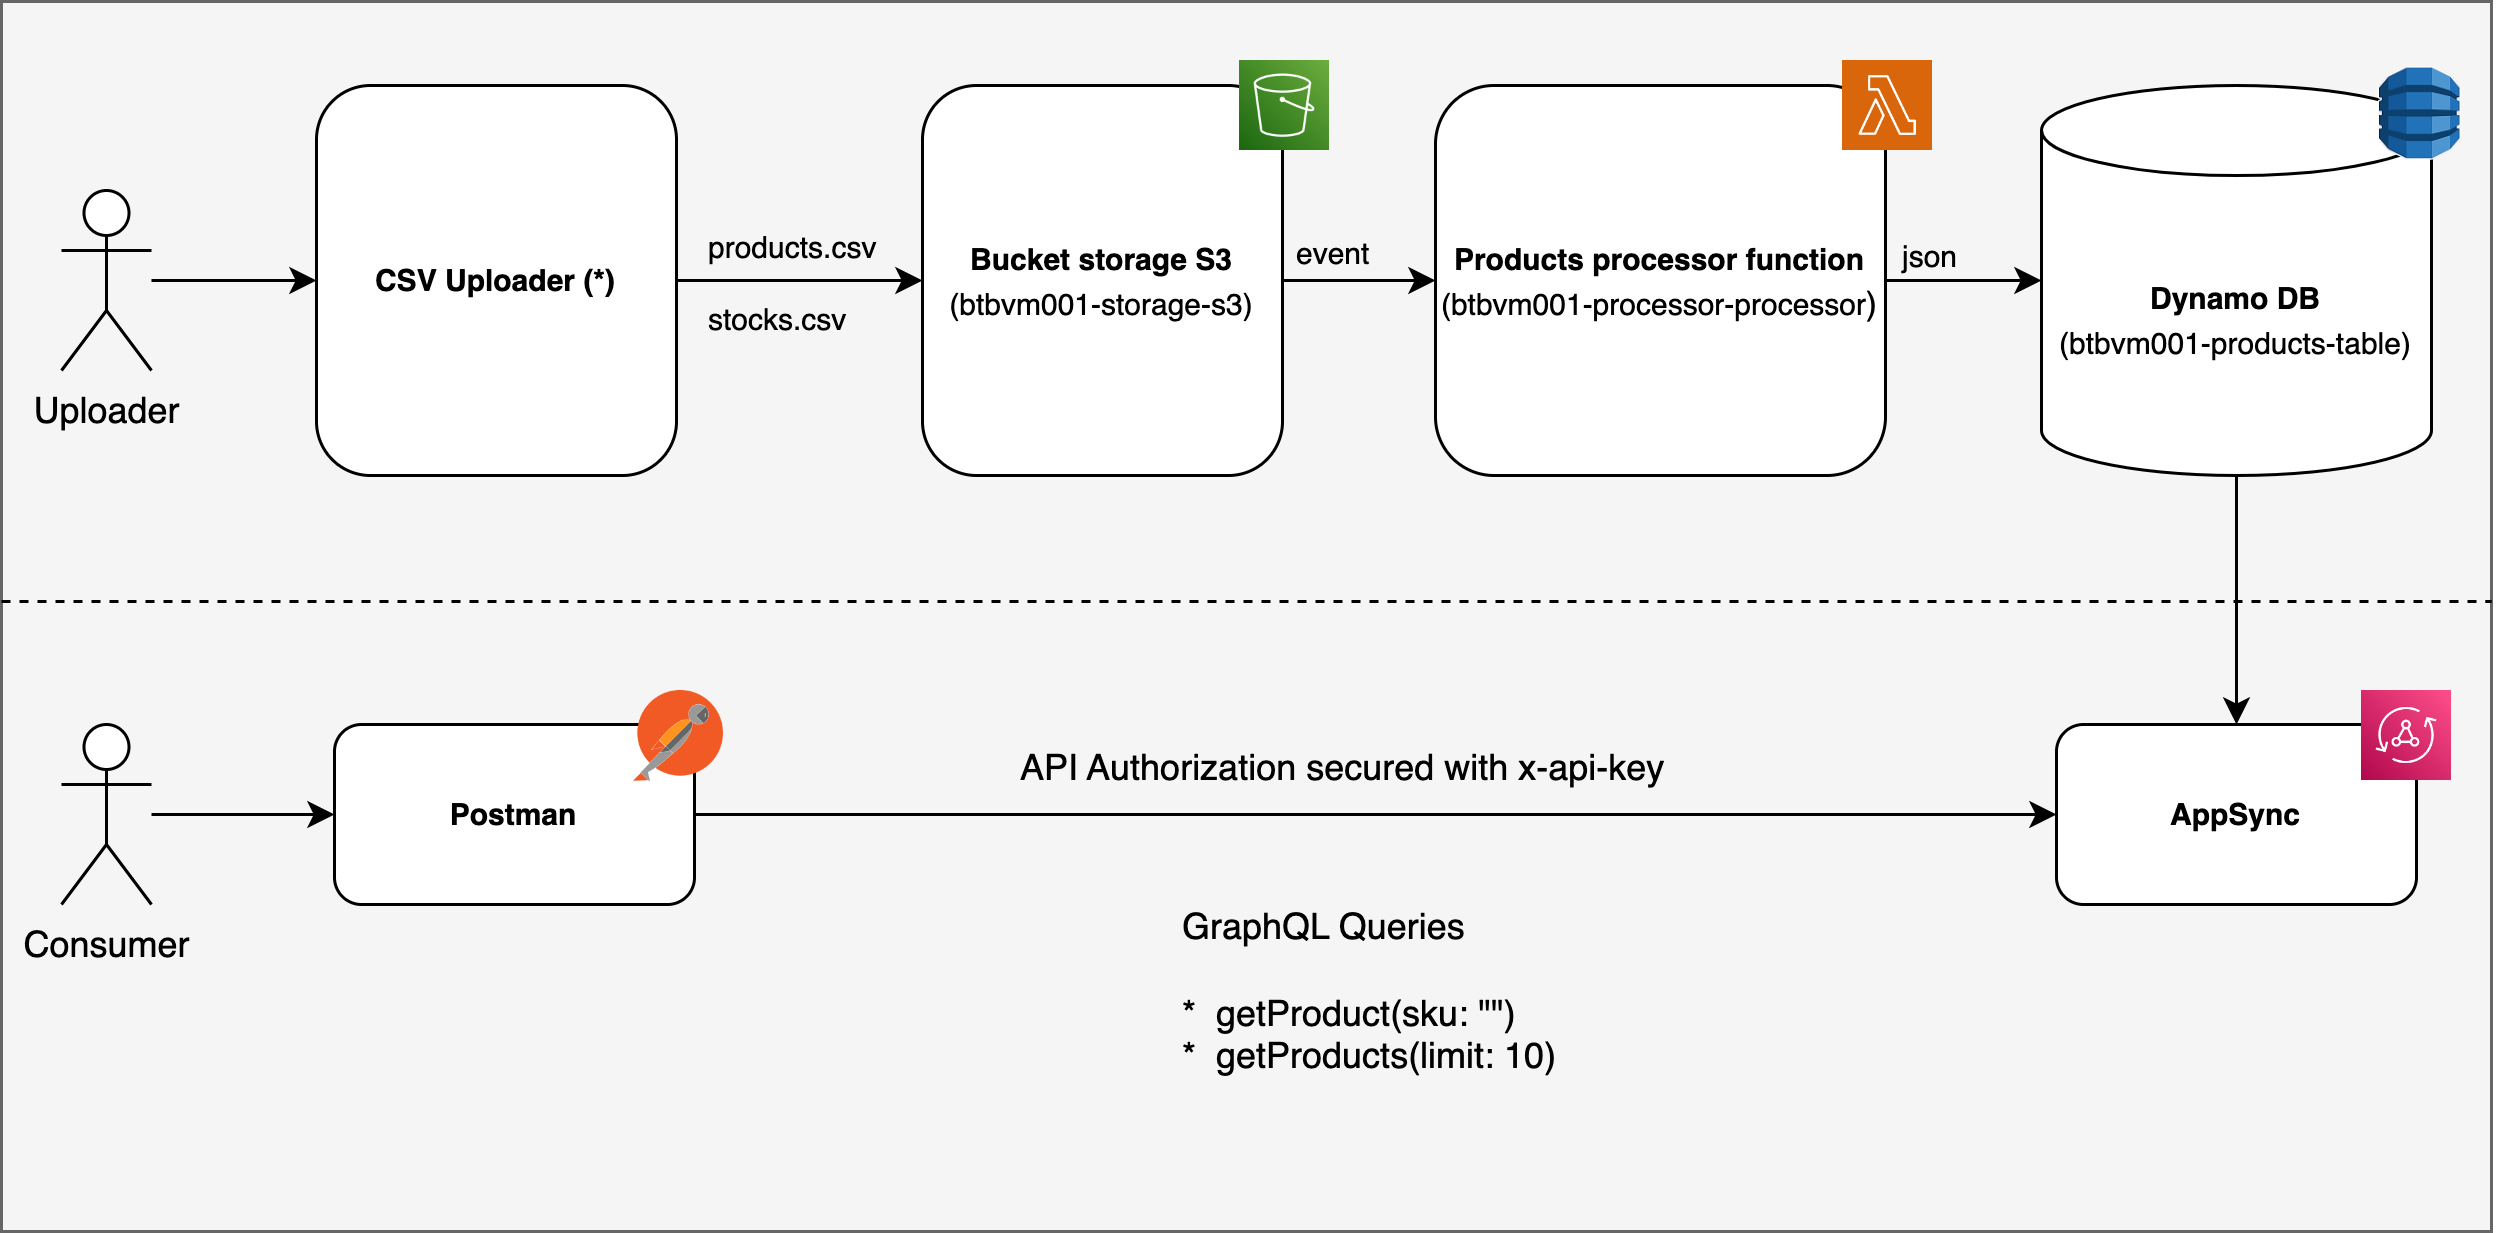 Uploader
CSV Uploader (*)
products.csv
stocks.csv
Bucket storage S3
(btbvm001-storage-s3)
event
Products processor function
(btbvm001-processor-processor)
json
Dynamo DB
(btbvm001-products-table)
Consumer
Postman
API Authorization secured with x-api-key
AppSync
GraphQL Queries
* getProduct(sku: "")
* getProducts(limit: 10)